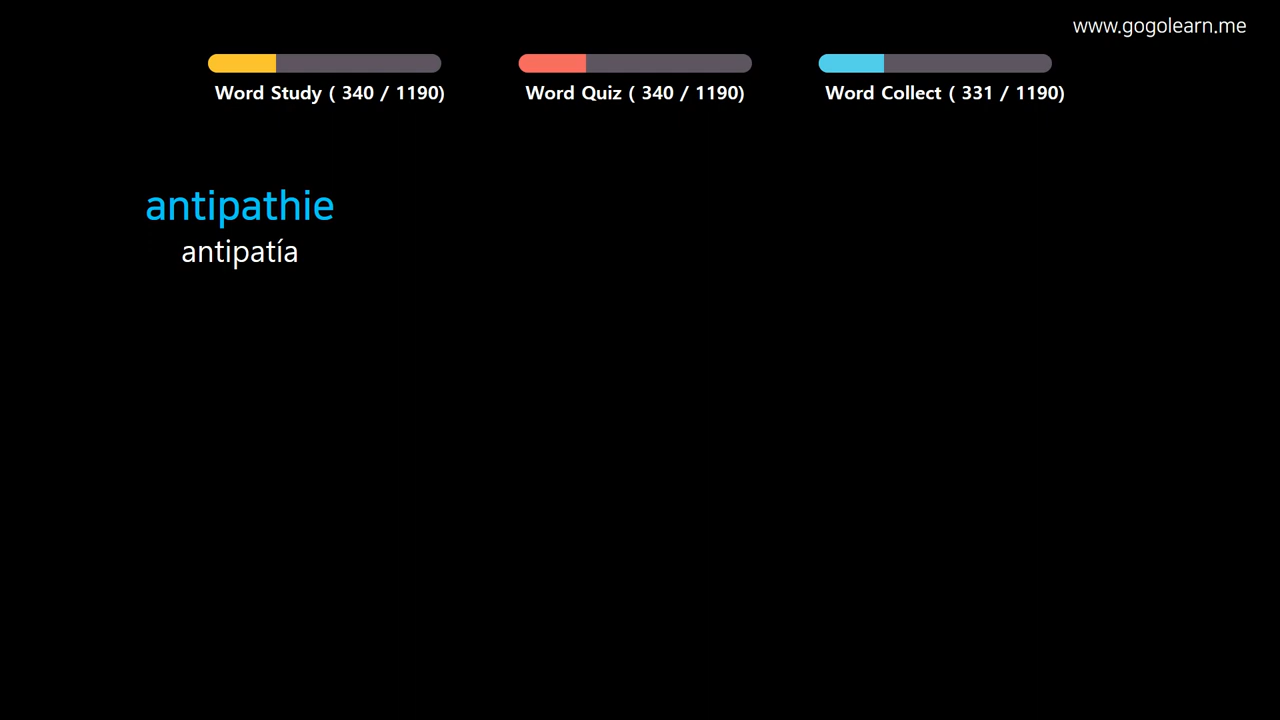 www.gogolearn.me
Word Study ( 340 / 1190)
Word Quiz ( 340 / 1190)
Word Collect ( 331 / 1190)
antipathie
antipatía